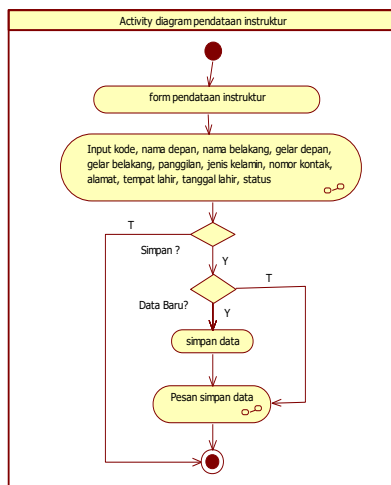 Activity diagram pendataan instruktur
form pendataan instruktur
Input kode, nama depan, nama belakang, gelar depan,
gelar belakang, panggilan, jenis kelamin, nomor kontak,
alamat, tempat lahir, tanggal lahir, status
T
Simpan ?
Y
T
Data Baru?
Y
simpan data
Pesan simpan data